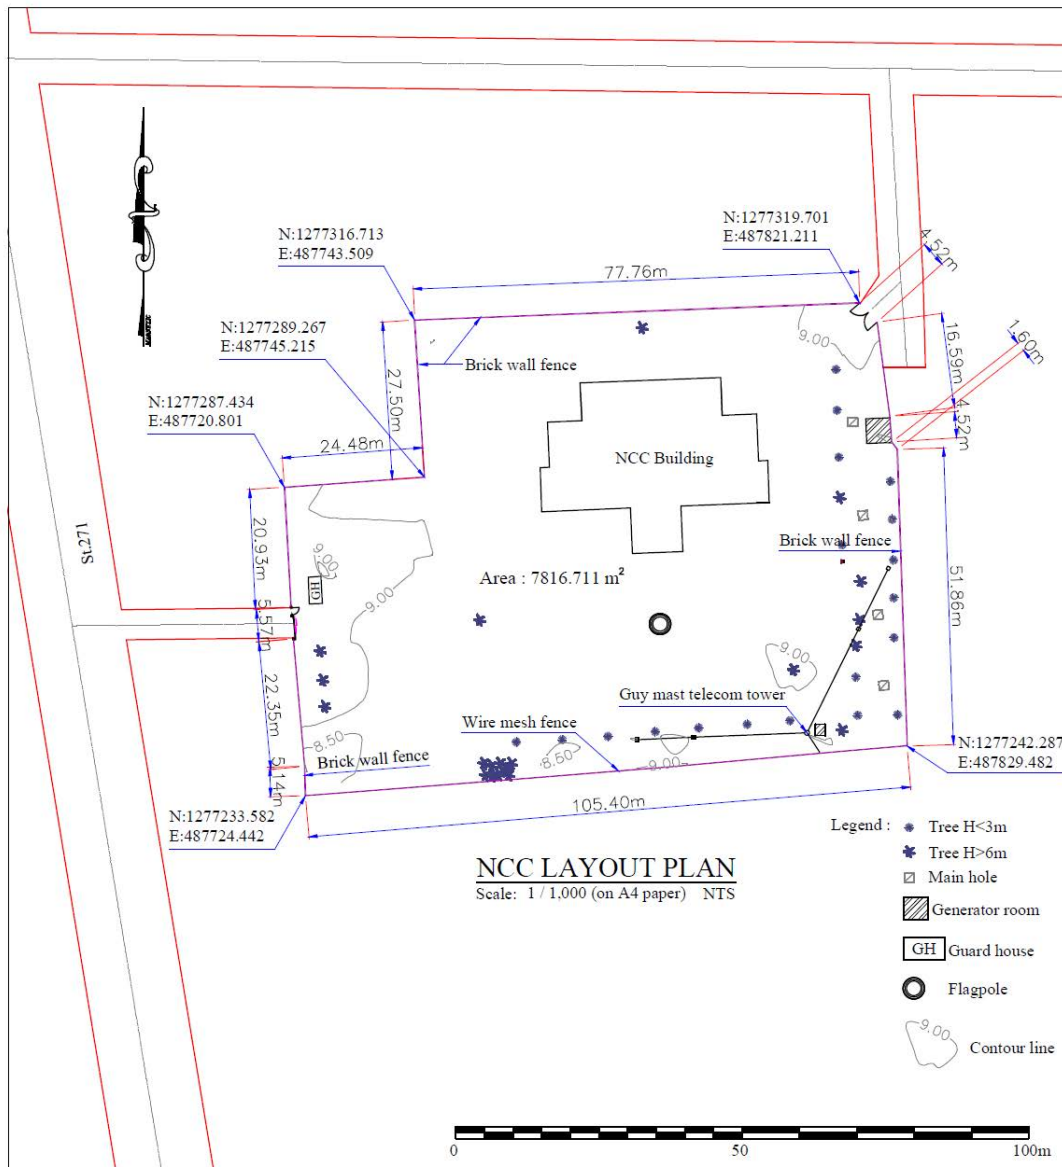 N:1277319.701
E:487821.211
4.52m
N:1277316.713
E:487743.509
77.76m
N:1277289.267
E:487745.215
9.00
16.59m
1.60m
Brick wall fence
27.50m
N:1277287.434
E:487720.801
4.52m
24.48m
NCC Building
St.271
20.93m
9.00
Brick wall fence
Area : 7816.711 m²
GH
9.00
51.86m
5.57m
9.00
22.35m
Guy mast telecom tower
Wire mesh fence
8.50
8.50
9.00
N:1277242.287
E:487829.482
Brick wall fence
5.14m
105.40m
N:1277233.582
E:487724.442
NCC LAYOUT PLAN
Scale: 1 / 1,000 (on A4 paper) NTS
Legend :
Tree H<3m
Tree H>6m
Main hole
Generator room
GH Guard house
Flagpole
9.00
Contour line
0 50 100m